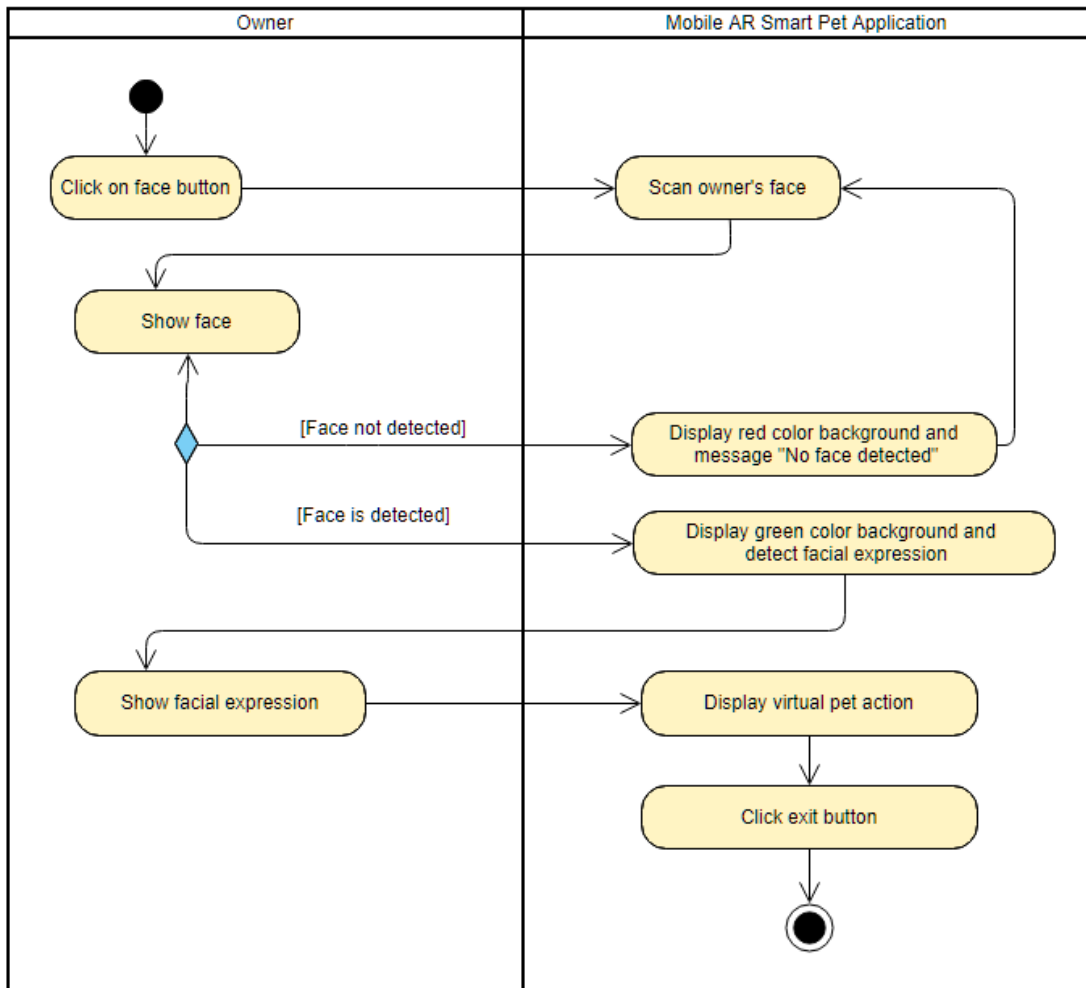 Owner
Mobile AR Smart Pet Application
Click on face button
Scan owner's face
Show face
[Face not detected]
Display red color background and
message "No face detected"
[Face is detected]
Display green color background and
detect facial expression
Show facial expression
Display virtual pet action
Click exit button